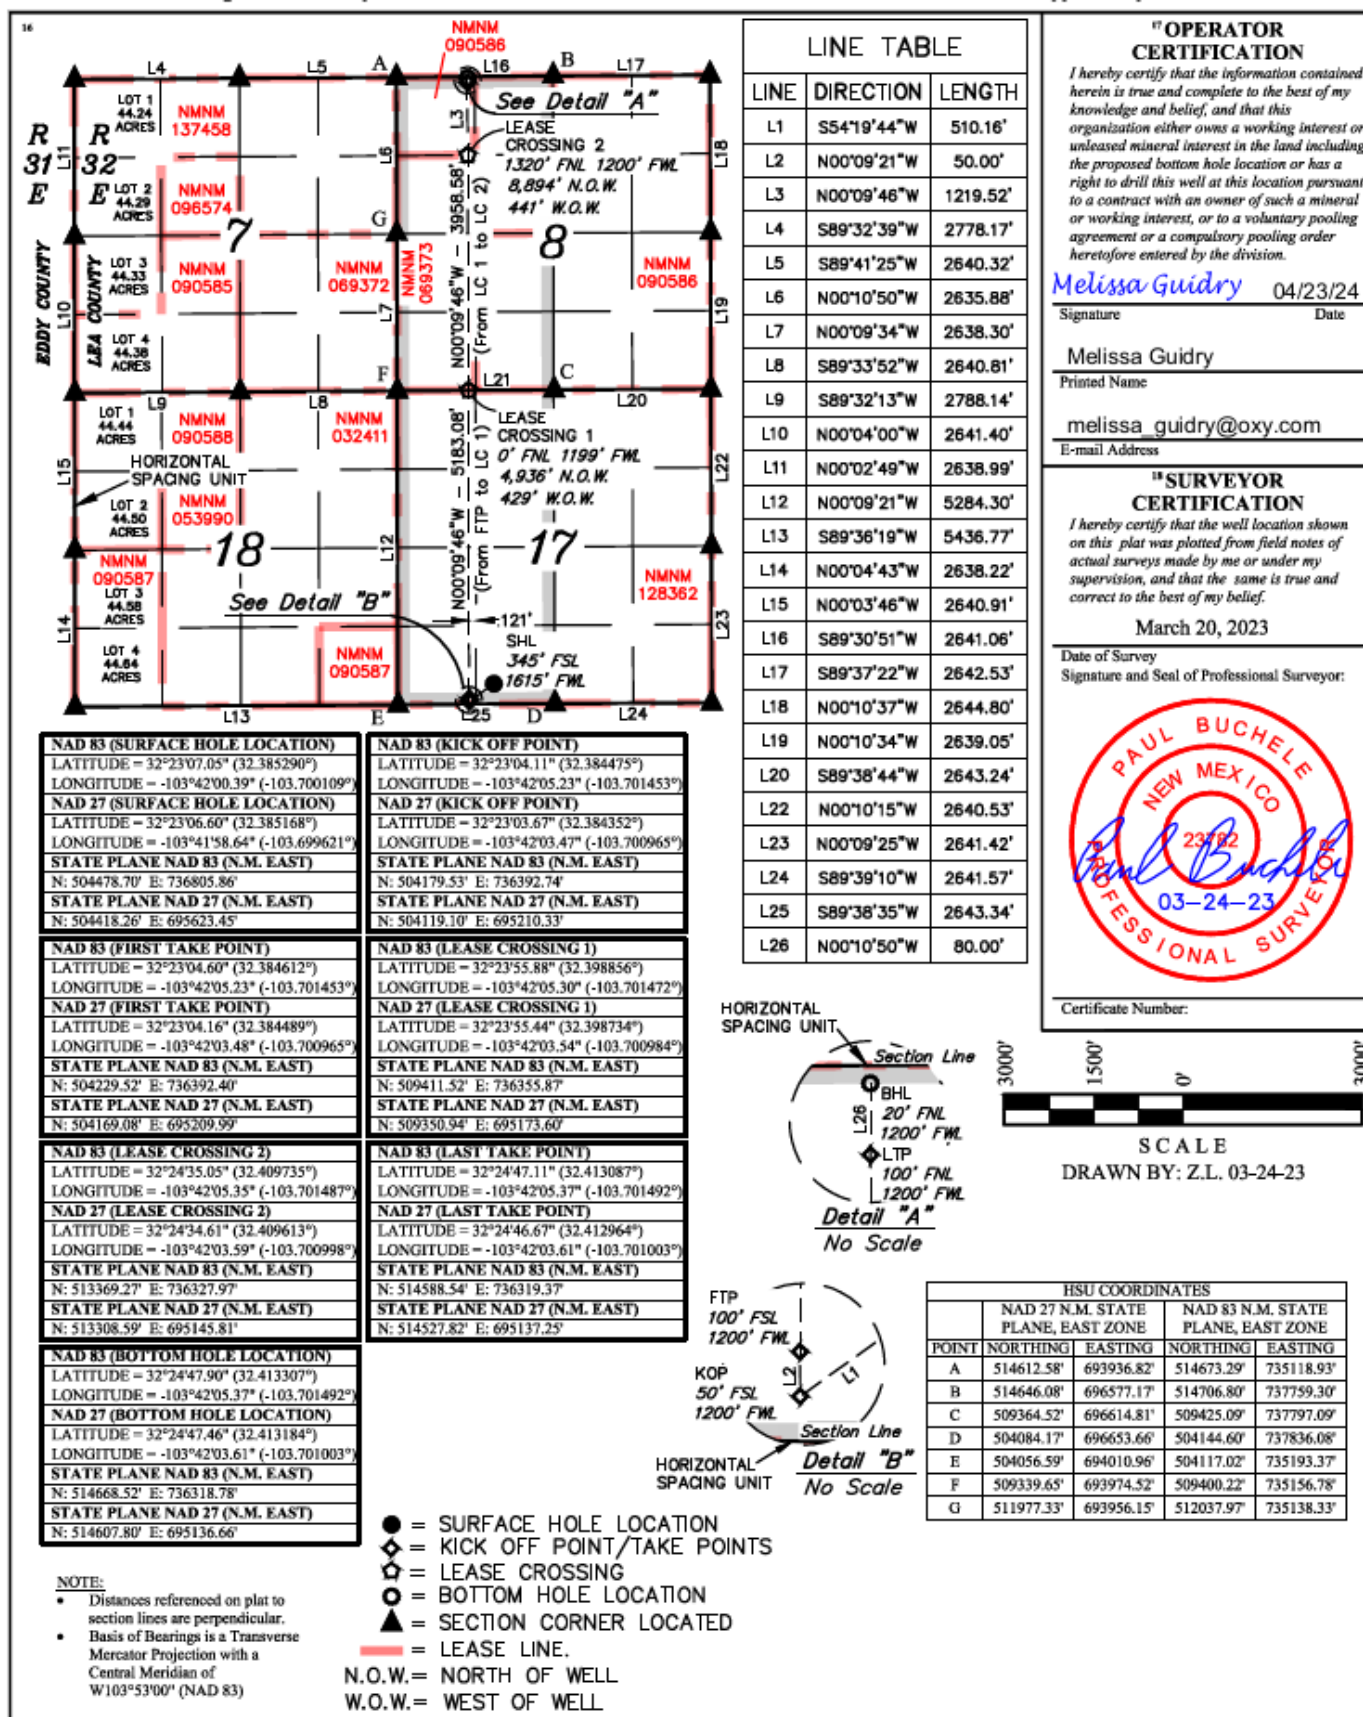 16
NMNM
090586
L4
L5
A
L16
B
L17
See Detail "A"
LOT 1
44.24
ACRES
NMNM
137458
R R
31 32
E E
L11
L3
LEASE
CROSSING 2
1320' FNL 1200' FWL
8,894' N.O.W.
441' W.O.W.
L6
L18
LOT 2
44.29
ACRES
NMNM
096574
7
G
8
EDDY COUNTY
LEA COUNTY
LOT 3
44.33
ACRES
NMNM
090585
NMNM
069372
NMNM
069373
N00°09'46"W - 3958.58'
(From LC 1 to LC 2)
NMNM
090586
L10
L7
L19
LOT 4
44.38
ACRES
F
C
L9
L8
L21
L20
LOT 1
44.44
ACRES
NMNM
090588
NMNM
032411
LEASE
CROSSING 1
0' FNL 1199' FWL
4,936' N.O.W.
429' W.O.W.
L15
HORIZONTAL
SPACING UNIT
L22
LOT 2
44.50
ACRES
NMNM
053990
N00°09'46"W - 5183.08'
(From FTP to LC 1)
18
L12
17
NMNM
090587
LOT 3
44.58
ACRES
See Detail "B"
NMNM
128362
L14
121'
L23
SHL
345' FSL
1615' FWL
LOT 4
44.64
ACRES
NMNM
090587
L13
E
L25
D
L24
LINE TABLE
LINE DIRECTION LENGTH
L1 S54°19'44"W 510.16'
L2 N00°09'21"W 50.00'
L3 N00°09'46"W 1219.52'
L4 S89°32'39"W 2778.17'
L5 S89°41'25"W 2640.32'
L6 N00°10'50"W 2635.88'
L7 N00°09'34"W 2638.30'
L8 S89°33'52"W 2640.81'
L9 S89°32'13"W 2788.14'
L10 N00°04'00"W 2641.40'
L11 N00°02'49"W 2638.99'
L12 N00°09'21"W 5284.30'
L13 S89°36'19"W 5436.77'
L14 N00°04'43"W 2638.22'
L15 N00°03'46"W 2640.91'
L16 S89°30'51"W 2641.06'
L17 S89°37'22"W 2642.53'
L18 N00°10'37"W 2644.80'
L19 N00°10'34"W 2639.05'
L20 S89°38'44"W 2643.24'
L22 N00°10'15"W 2640.53'
L23 N00°09'25"W 2641.42'
L24 S89°39'10"W 2641.57'
L25 S89°38'35"W 2643.34'
L26 N00°10'50"W 80.00'
17 OPERATOR
CERTIFICATION
I hereby certify that the information contained
herein is true and complete to the best of my
knowledge and belief, and that this
organization either owns a working interest or
unleased mineral interest in the land including
the proposed bottom hole location or has a
right to drill this well at this location pursuant
to a contract with an owner of such a mineral
or working interest, or to a voluntary pooling
agreement or a compulsory pooling order
heretofore entered by the division.
Melissa Guidry 04/23/24
Signature Date
Melissa Guidry
Printed Name
melissa_guidry@oxy.com
E-mail Address
18 SURVEYOR
CERTIFICATION
I hereby certify that the well location shown
on this plat was plotted from field notes of
actual surveys made by me or under my
supervision, and that the same is true and
correct to the best of my belief.
March 20, 2023
Date of Survey
Signature and Seal of Professional Surveyor:
PAUL BUCHELE
NEW MEXICO
23782
Paul Buchele
03-24-23
PROFESSIONAL SURVEYOR
Certificate Number:
NAD 83 (SURFACE HOLE LOCATION)
LATITUDE = 32°23'07.05" (32.385290°)
LONGITUDE = -103°42'00.39" (-103.700109°)
NAD 27 (SURFACE HOLE LOCATION)
LATITUDE = 32°23'06.60" (32.385168°)
LONGITUDE = -103°41'58.64" (-103.699621°)
STATE PLANE NAD 83 (N.M. EAST)
N: 504478.70' E: 736805.86'
STATE PLANE NAD 27 (N.M. EAST)
N: 504418.26' E: 695623.45'
NAD 83 (KICK OFF POINT)
LATITUDE = 32°23'04.11" (32.384475°)
LONGITUDE = -103°42'05.23" (-103.701453°)
NAD 27 (KICK OFF POINT)
LATITUDE = 32°23'03.67" (32.384352°)
LONGITUDE = -103°42'03.47" (-103.700965°)
STATE PLANE NAD 83 (N.M. EAST)
N: 504179.53' E: 736392.74'
STATE PLANE NAD 27 (N.M. EAST)
N: 504119.10' E: 695210.33'
NAD 83 (FIRST TAKE POINT)
LATITUDE = 32°23'04.60" (32.384612°)
LONGITUDE = -103°42'05.23" (-103.701453°)
NAD 27 (FIRST TAKE POINT)
LATITUDE = 32°23'04.16" (32.384489°)
LONGITUDE = -103°42'03.48" (-103.700965°)
STATE PLANE NAD 83 (N.M. EAST)
N: 504229.52' E: 736392.40'
STATE PLANE NAD 27 (N.M. EAST)
N: 504169.08' E: 695209.99'
NAD 83 (LEASE CROSSING 1)
LATITUDE = 32°23'55.88" (32.398856°)
LONGITUDE = -103°42'05.30" (-103.701472°)
NAD 27 (LEASE CROSSING 1)
LATITUDE = 32°23'55.44" (32.398734°)
LONGITUDE = -103°42'03.54" (-103.700984°)
STATE PLANE NAD 83 (N.M. EAST)
N: 509411.52' E: 736355.87'
STATE PLANE NAD 27 (N.M. EAST)
N: 509350.94' E: 695173.60'
NAD 83 (LEASE CROSSING 2)
LATITUDE = 32°24'35.05" (32.409735°)
LONGITUDE = -103°42'05.35" (-103.701487°)
NAD 27 (LEASE CROSSING 2)
LATITUDE = 32°24'34.61" (32.409613°)
LONGITUDE = -103°42'03.59" (-103.700998°)
STATE PLANE NAD 83 (N.M. EAST)
N: 513369.27' E: 736327.97'
STATE PLANE NAD 27 (N.M. EAST)
N: 513308.59' E: 695145.81'
NAD 83 (LAST TAKE POINT)
LATITUDE = 32°24'47.11" (32.413087°)
LONGITUDE = -103°42'05.37" (-103.701492°)
NAD 27 (LAST TAKE POINT)
LATITUDE = 32°24'46.67" (32.412964°)
LONGITUDE = -103°42'03.61" (-103.701003°)
STATE PLANE NAD 83 (N.M. EAST)
N: 514588.54' E: 736319.37'
STATE PLANE NAD 27 (N.M. EAST)
N: 514527.82' E: 695137.25'
NAD 83 (BOTTOM HOLE LOCATION)
LATITUDE = 32°24'47.90" (32.413307°)
LONGITUDE = -103°42'05.37" (-103.701492°)
NAD 27 (BOTTOM HOLE LOCATION)
LATITUDE = 32°24'47.46" (32.413184°)
LONGITUDE = -103°42'03.61" (-103.701003°)
STATE PLANE NAD 83 (N.M. EAST)
N: 514668.52' E: 736318.78'
STATE PLANE NAD 27 (N.M. EAST)
N: 514607.80' E: 695136.66'
HORIZONTAL
SPACING UNIT
Section Line
BHL
20' FNL
1200' FWL
L26
LTP
100' FNL
1200' FWL
Detail "A"
No Scale
3000' 1500' 0' 3000'
SCALE
DRAWN BY: Z.L. 03-24-23
FTP
100' FSL
1200' FWL
L2
L1
KOP
50' FSL
1200' FWL
Section Line
HORIZONTAL
SPACING UNIT
Detail "B"
No Scale
HSU COORDINATES
NAD 27 N.M. STATE PLANE, EAST ZONE NAD 83 N.M. STATE PLANE, EAST ZONE
POINT NORTHING EASTING NORTHING EASTING
A 514612.58' 693936.82' 514673.29' 735118.93'
B 514646.08' 696577.17' 514706.80' 737759.30'
C 509364.52' 696614.81' 509425.09' 737797.09'
D 504084.17' 696653.66' 504144.60' 737836.08'
E 504056.59' 694010.96' 504117.02' 735193.37'
F 509339.65' 693974.52' 509400.22' 735156.78'
G 511977.33' 693956.15' 512037.97' 735138.33'
= SURFACE HOLE LOCATION
= KICK OFF POINT/TAKE POINTS
= LEASE CROSSING
= BOTTOM HOLE LOCATION
= SECTION CORNER LOCATED
= LEASE LINE.
N.O.W.= NORTH OF WELL
W.O.W.= WEST OF WELL
NOTE:
• Distances referenced on plat to
section lines are perpendicular.
• Basis of Bearings is a Transverse
Mercator Projection with a
Central Meridian of
W103°53'00" (NAD 83)